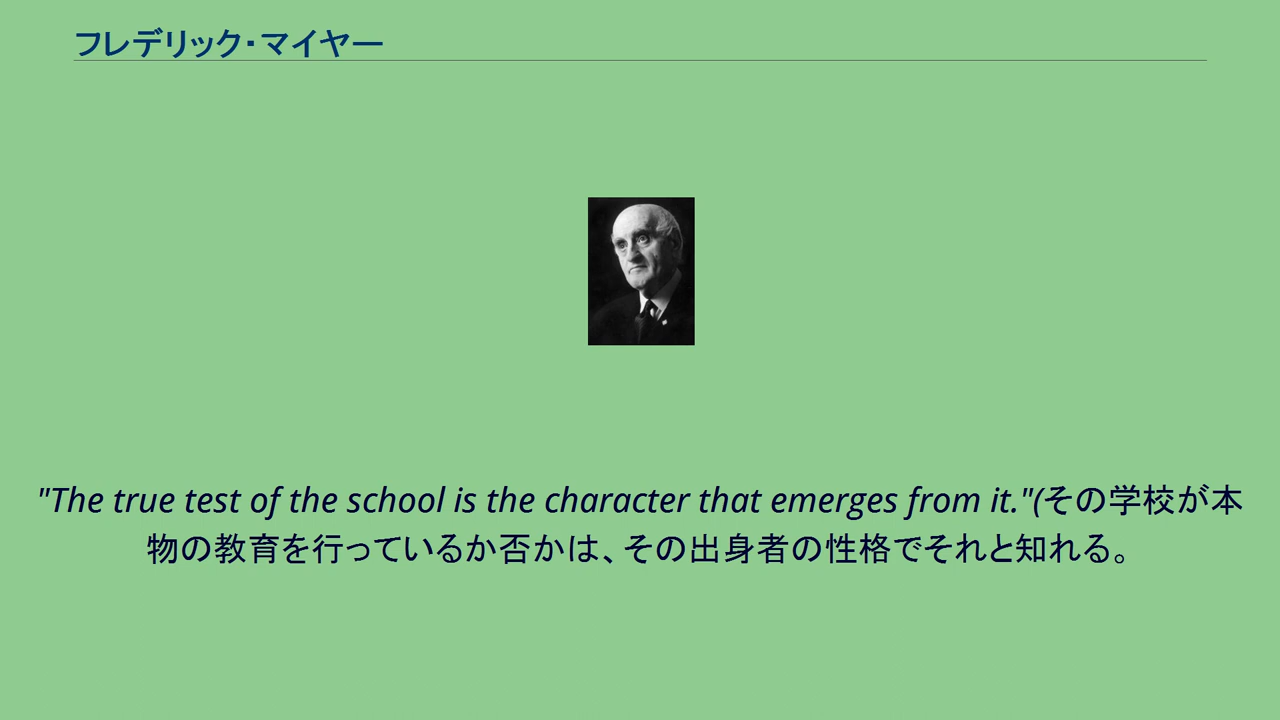 フレデリック・マイヤー
"The true test of the school is the character that emerges from it."(その学校が本
物の教育を行っているか否かは、その出身者の性格でそれと知れる。